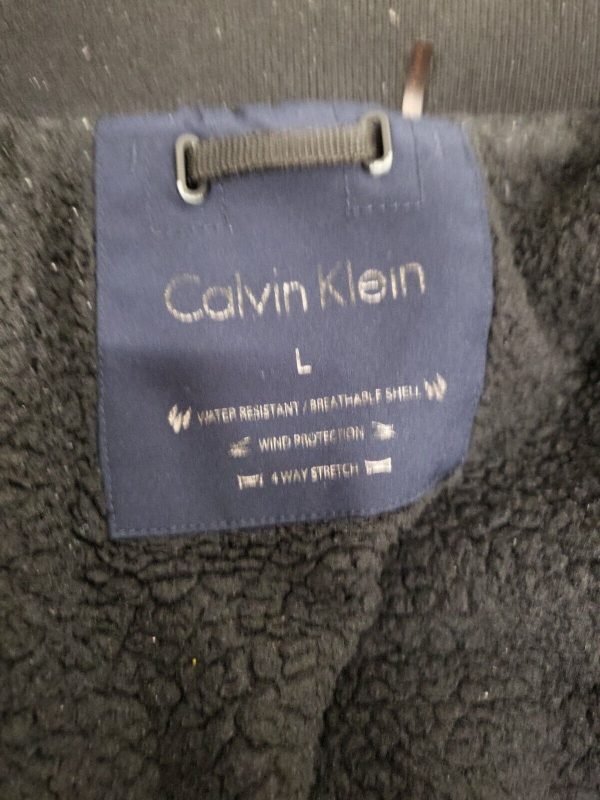 Calvin Klein
L
WATER RESISTANT / BREATHABLE SHELL
WIND PROTECTION
4 WAY STRETCH